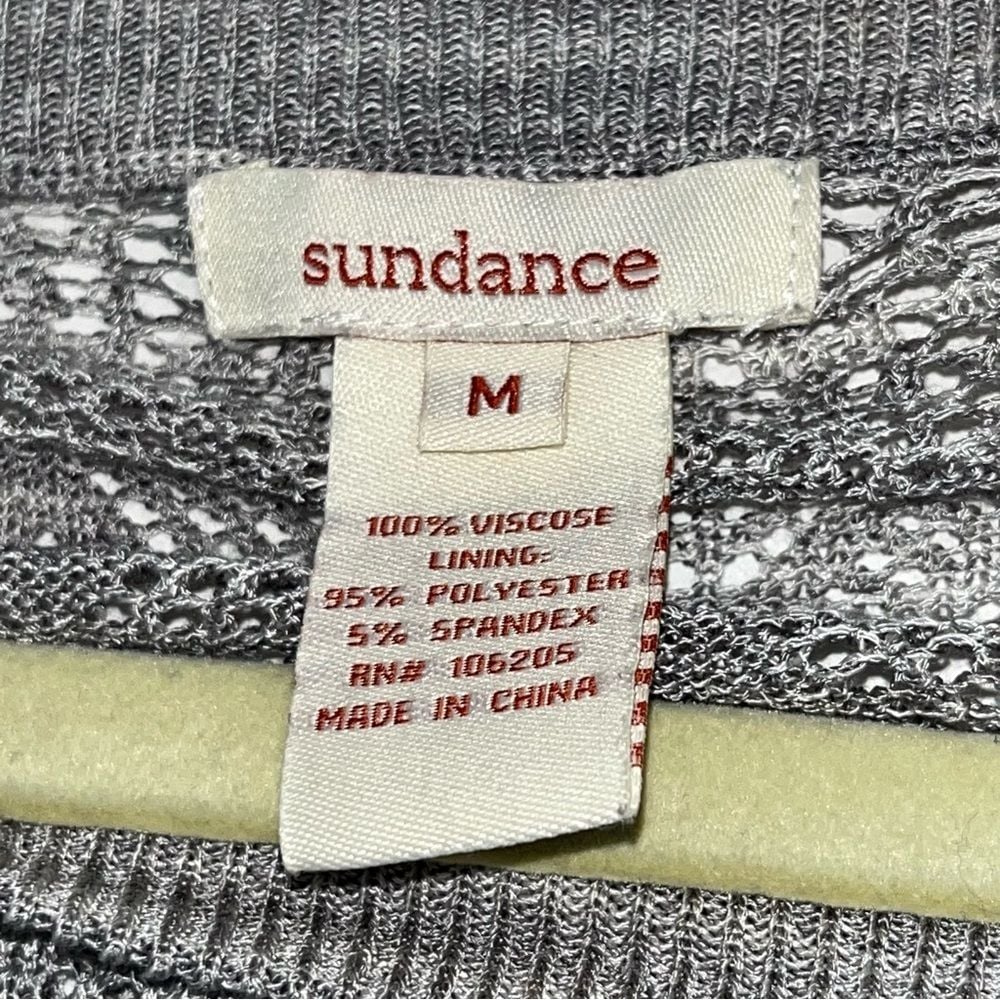 sundance
M
100% VISCOSE
LINING:
95% POLYESTER
5% SPANDEX
RN# 106205
MADE IN CHINA